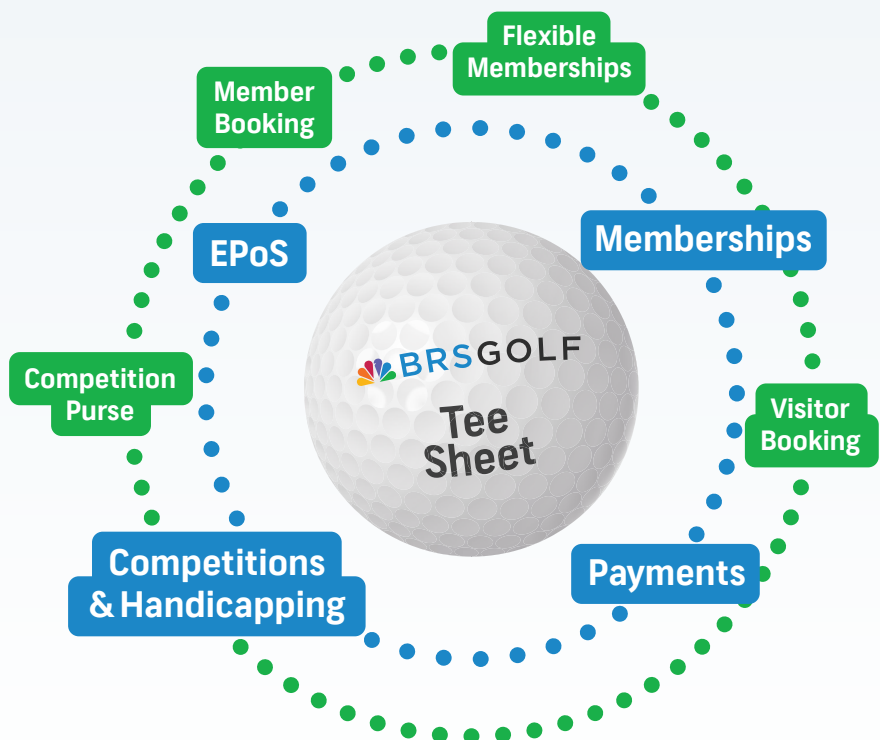 Flexible
Memberships
Member
Booking
EPoS
Memberships
BRSGOLF
Tee
Sheet
Competition
Purse
Visitor
Booking
Competitions
& Handicapping
Payments